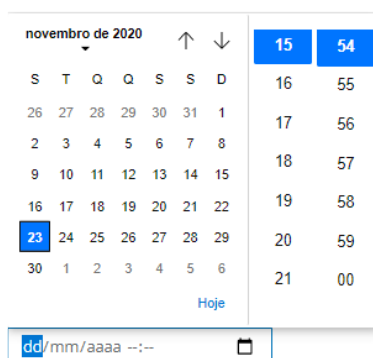 novembro de 2020
S T Q Q S S D
26 27 28 29 30 31 1
2 3 4 5 6 7 8
9 10 11 12 13 14 15
16 17 18 19 20 21 22
23 24 25 26 27 28 29
30 1 2 3 4 5 6
Hoje
15 54
16 55
17 56
18 57
19 58
20 59
21 00
dd/mm/aaaa --:--